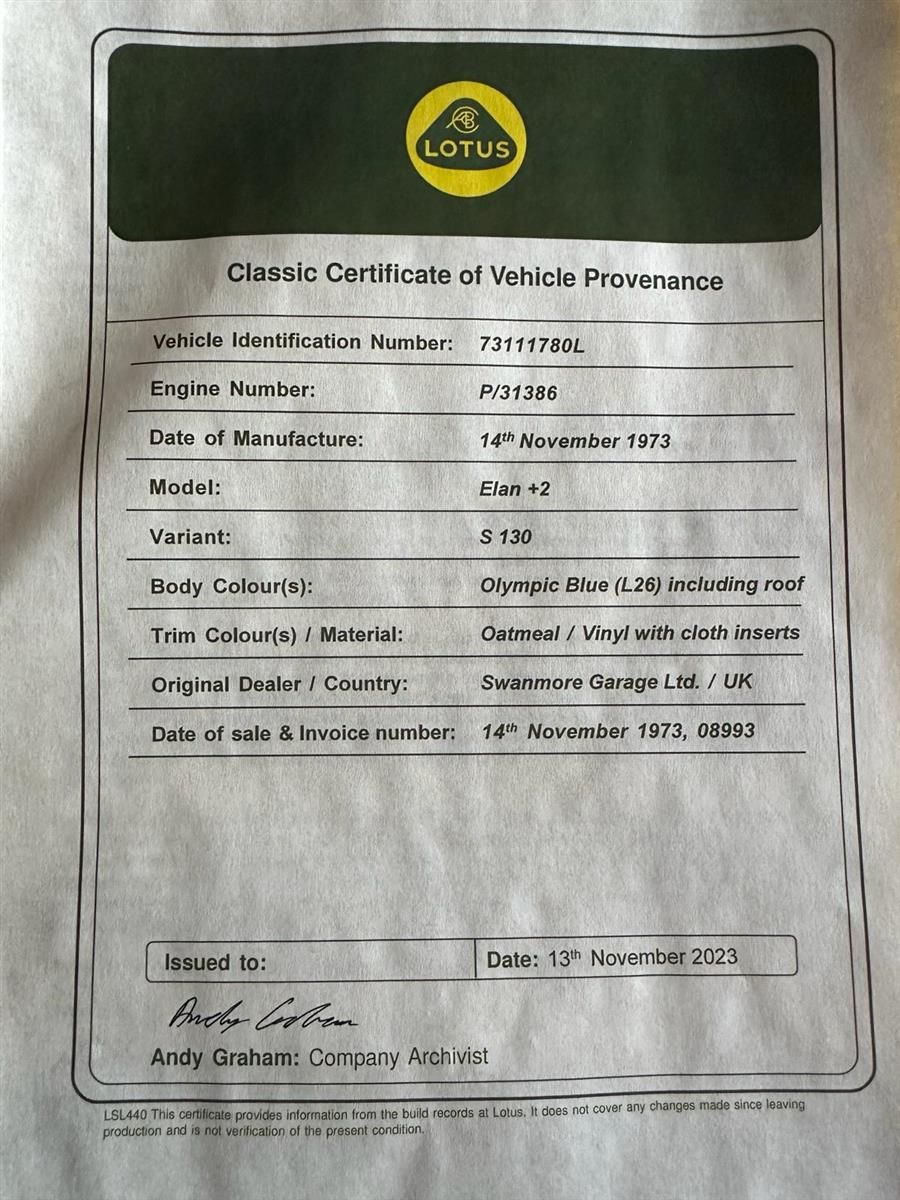 LOTUS
Classic Certificate of Vehicle Provenance
Vehicle Identification Number: 73111780L
Engine Number: P/31386
Date of Manufacture: 14th November 1973
Model: Elan +2
Variant: S 130
Body Colour(s): Olympic Blue (L26) including roof
Trim Colour(s) / Material: Oatmeal / Vinyl with cloth inserts
Original Dealer / Country: Swanmore Garage Ltd. / UK
Date of sale & Invoice number: 14th November 1973, 08993
Issued to: Date: 13th November 2023
Andy Graham
Andy Graham: Company Archivist
LSL440 This certificate provides information from the build records at Lotus. It does not cover any changes made since leaving
production and is not verification of the present condition.